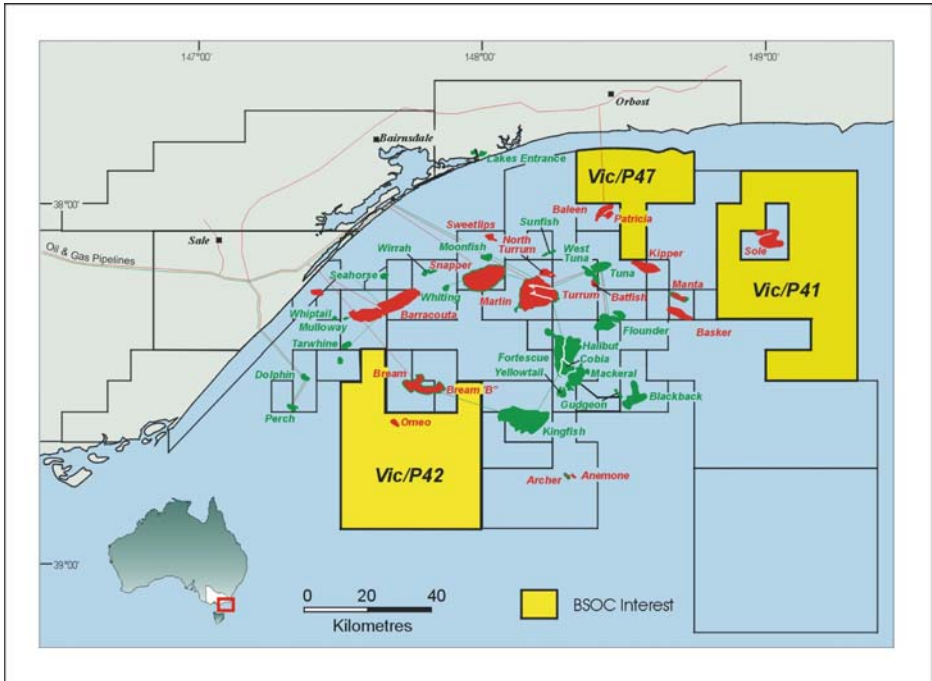 147°00'
148°00'
149°00'
Orbost
Bairnsdale
Lakes Entrance
Vic/P47
38°00'
Baleen
Patricia
Sweetlips
Sunfish
Sale
North
Turrum
West
Tuna
Oil & Gas Pipelines
Wirrah
Moonfish
Snapper
Kipper
Sole
Seahorse
Tuna
Whiting
Marlin
Turrum
Batfish
Manta
Vic/P41
Whiptail
Barracouta
Mulloway
Flounder
Basker
Tarwhine
Halibut
Fortescue
Cobia
Dolphin
Bream
Yellowtail
Mackeral
Bream "B"
Blackback
Perch
Gudgeon
Omeo
Kingfish
Vic/P42
Archer
Anemone
39°00'
0 20 40
Kilometres
BSOC Interest